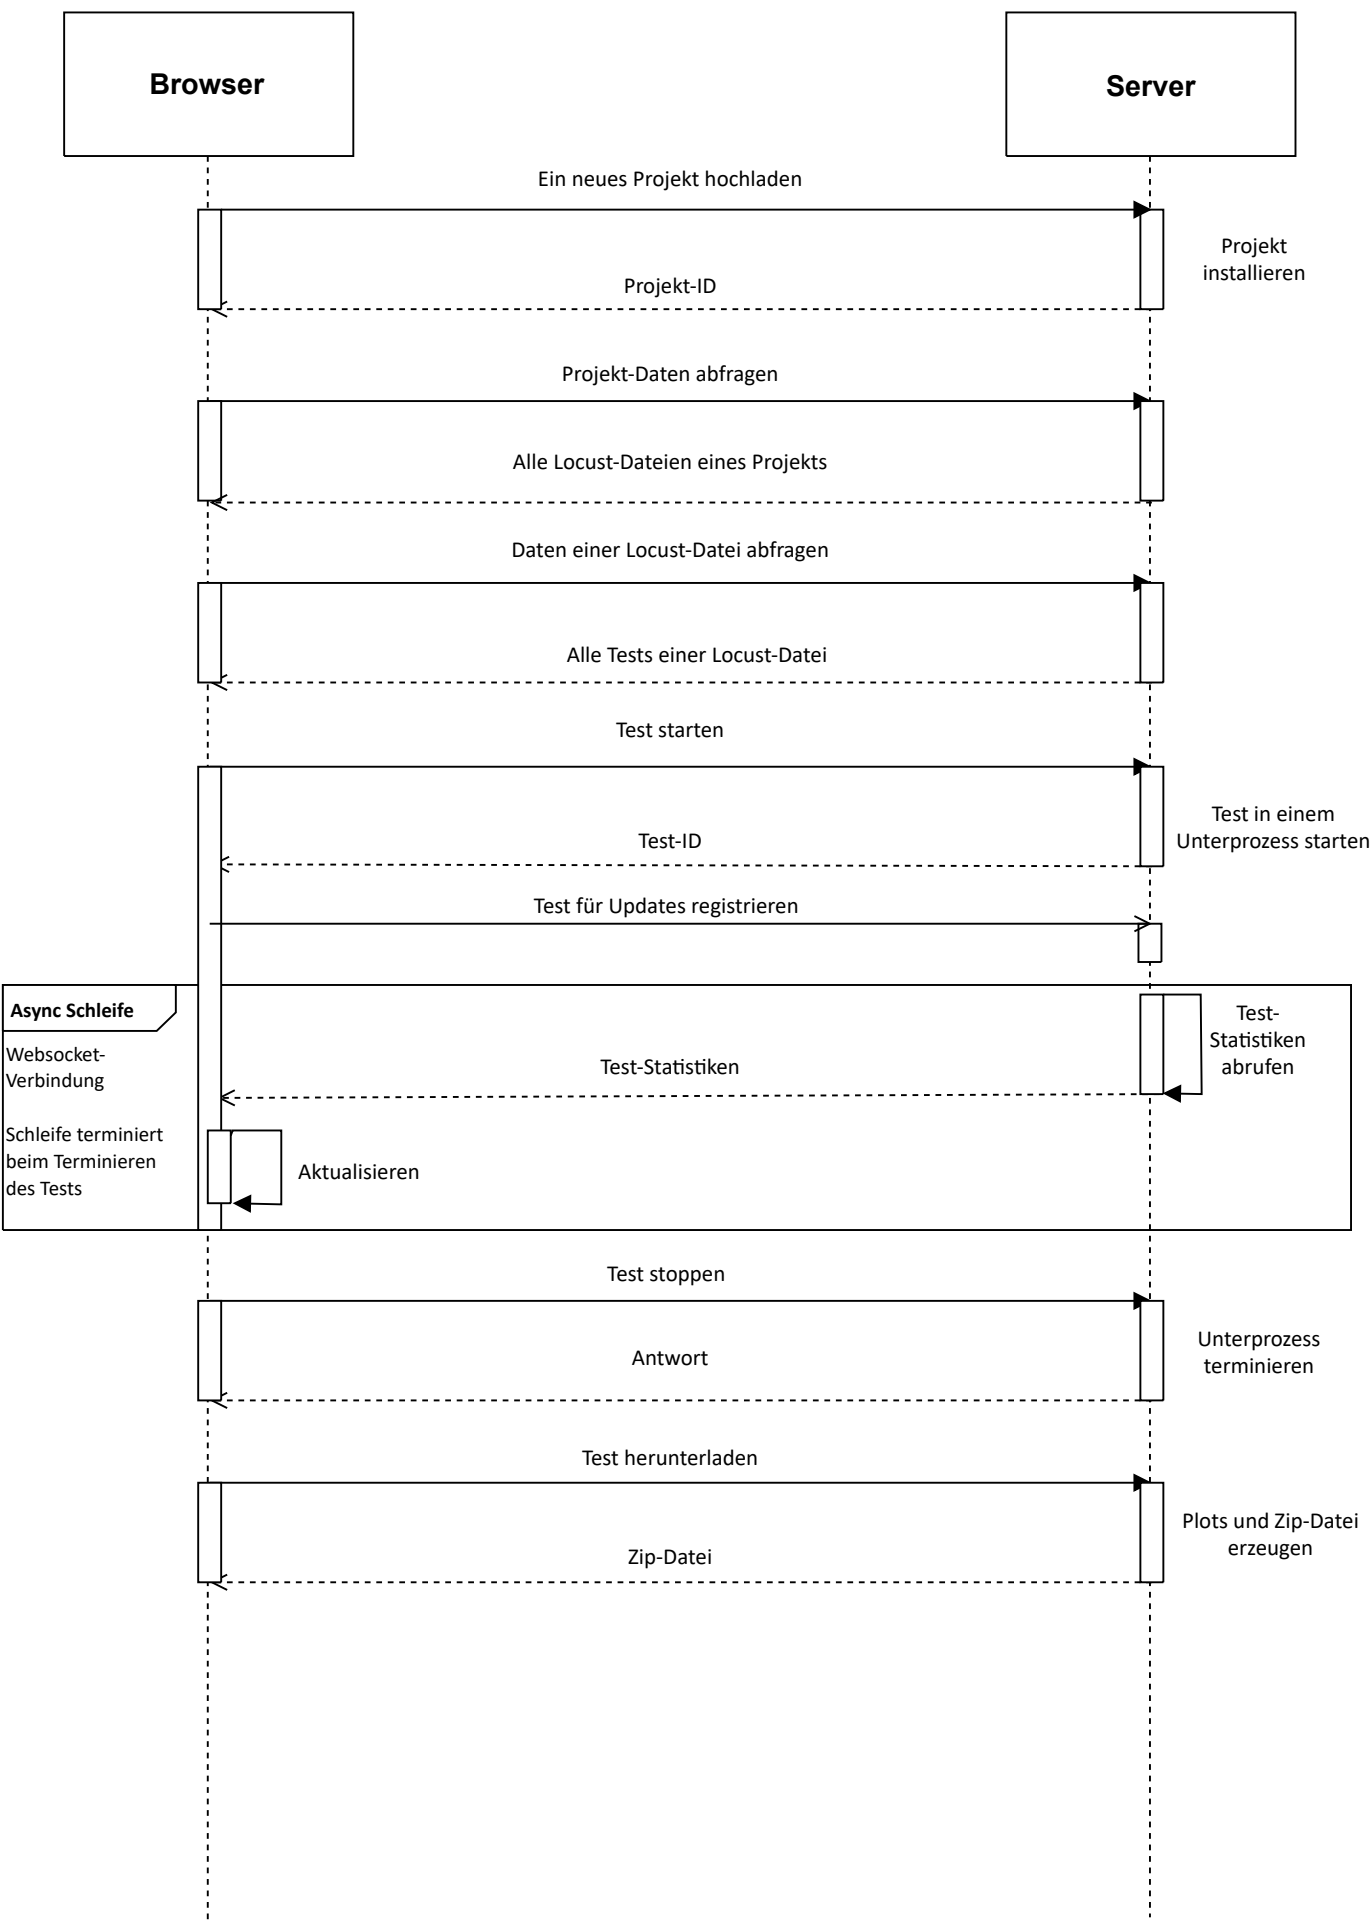 Browser
Server
Ein neues Projekt hochladen
Projekt
installieren
Projekt-ID
Projekt-Daten abfragen
Alle Locust-Dateien eines Projekts
Daten einer Locust-Datei abfragen
Alle Tests einer Locust-Datei
Test starten
Test in einem
Unterprozess starten
Test-ID
Test für Updates registrieren
Async Schleife
Websocket-
Verbindung
Schleife terminiert
beim Terminieren
des Tests
Test-
Statistiken
abrufen
Test-Statistiken
Aktualisieren
Test stoppen
Unterprozess
terminieren
Antwort
Test herunterladen
Plots und Zip-Datei
erzeugen
Zip-Datei